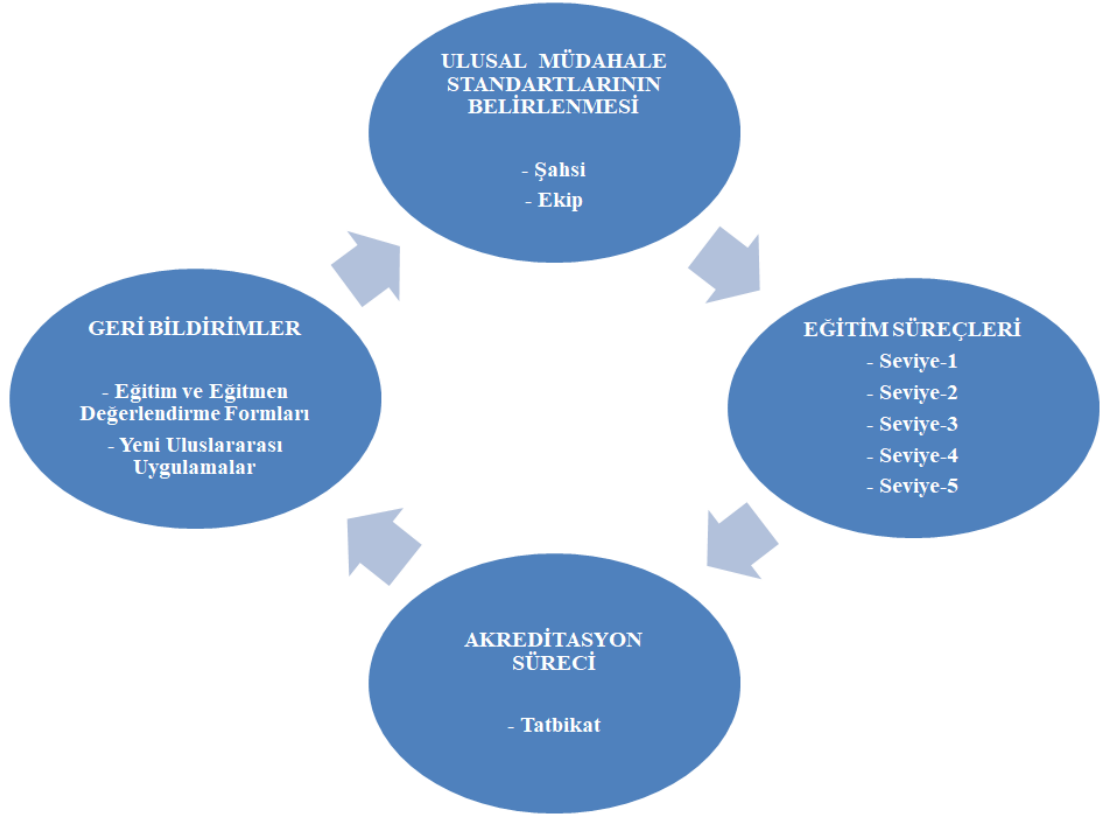 ULUSAL MÜDAHALE
STANDARTLARININ
BELİRLENMESİ
- Şahsi
- Ekip
EĞİTİM SÜREÇLERİ
- Seviye-1
- Seviye-2
- Seviye-3
- Seviye-4
- Seviye-5
AKREDİTASYON
SÜRECİ
- Tatbikat
GERİ BİLDİRİMLER
- Eğitim ve Eğitmen
Değerlendirme Formları
- Yeni Uluslararası
Uygulamalar